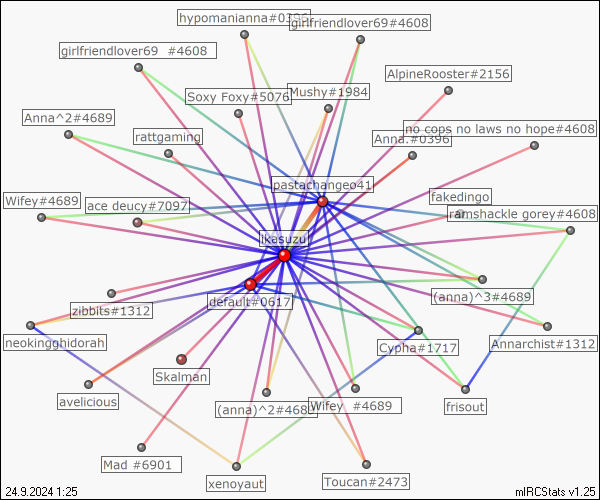 hypomanianna#0396
girlfriendlover69#4608
girlfriendlover69 #4608
AlpineRooster#2156
Soxy Foxy#5076
Mushy#1984
Anna^2#4689
rattgaming
no cops no laws no hope#4608
Anna.#0396
pastachangeo41
fakedingo
Wifey#4689
ace deucy#7097
ramshackle gorey#4608
ikasuzu
(anna)^3#4689
default#0617
zibbits#1312
neokingghidorah
Cypha#1717
Annarchist#1312
Skalman
avelicious
(anna)^2#4689
Wifey #4689
frisout
Mad #6901
xenoyaut
Toucan#2473
24.9.2024 1:25
mIRCStats v1.25